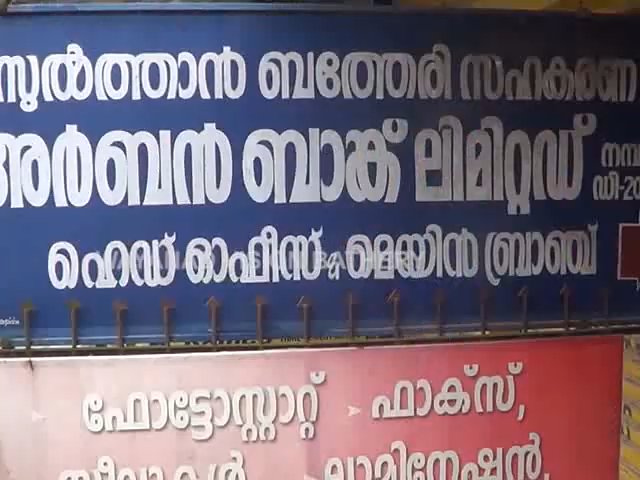 സുൽത്താൻ ബത്തേരി സഹകരണ
അർബൻ ബാങ്ക് ലിമിറ്റഡ്
ഹെഡ് ഓഫീസ് & മെയിൻ ബ്രാഞ്ച്
ഫോട്ടോസ്റ്റാറ്റ് ഫാക്സ്,
ലാമിനേഷൻ,